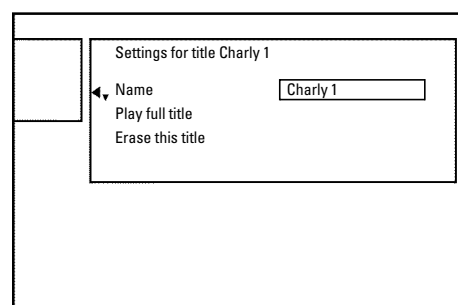 Settings for title Charly 1
Name Charly 1
Play full title
Erase this title